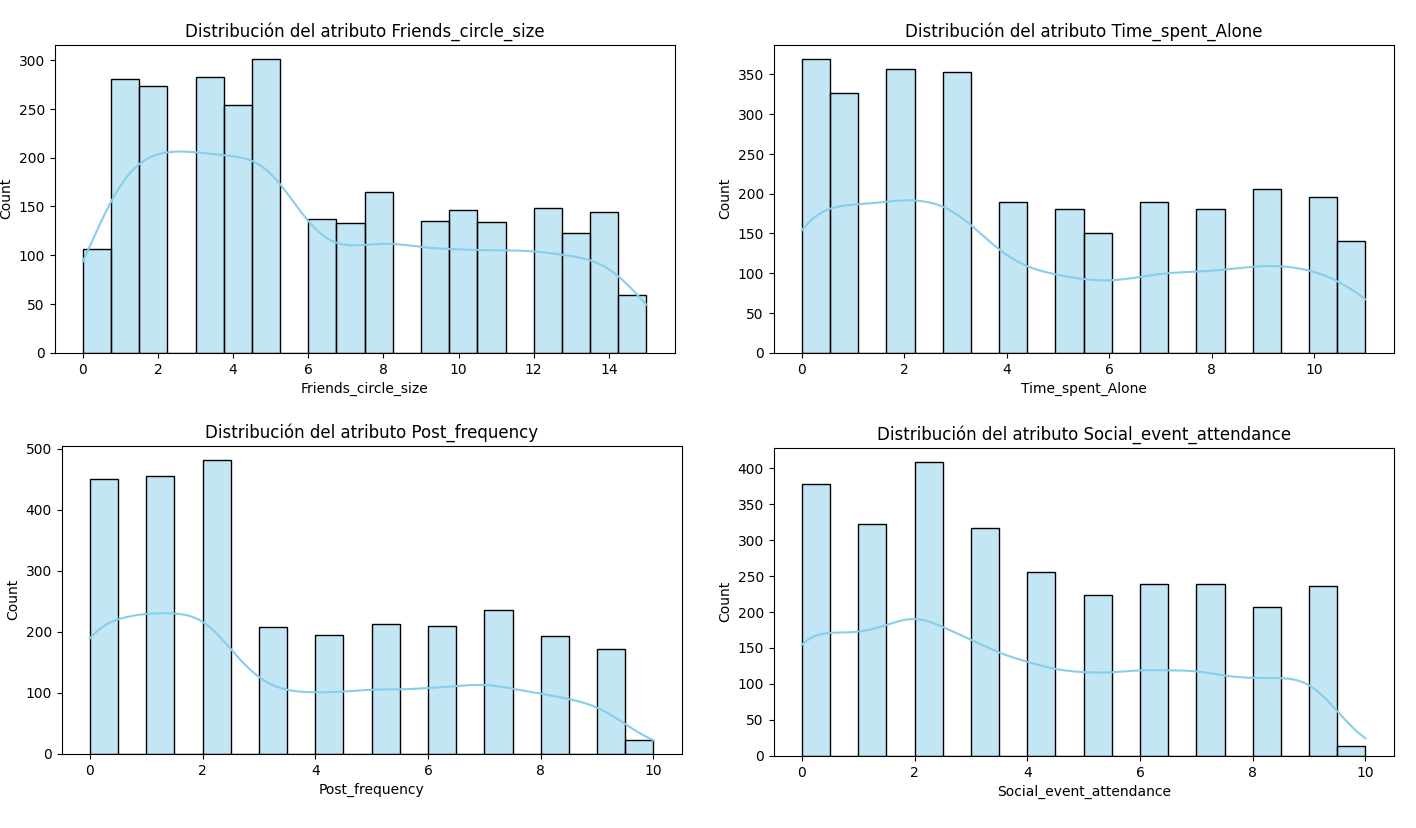 Distribución del atributo Friends_circle_size
300
250
200
150
100
50
0
Count
0 2 4 6 8 10 12 14
Friends_circle_size
Distribución del atributo Time_spent_Alone
350
300
250
200
150
100
50
0
Count
0 2 4 6 8 10
Time_spent_Alone
Distribución del atributo Post_frequency
500
400
300
200
100
0
Count
0 2 4 6 8 10
Post_frequency
Distribución del atributo Social_event_attendance
400
350
300
250
200
150
100
50
0
Count
0 2 4 6 8 10
Social_event_attendance